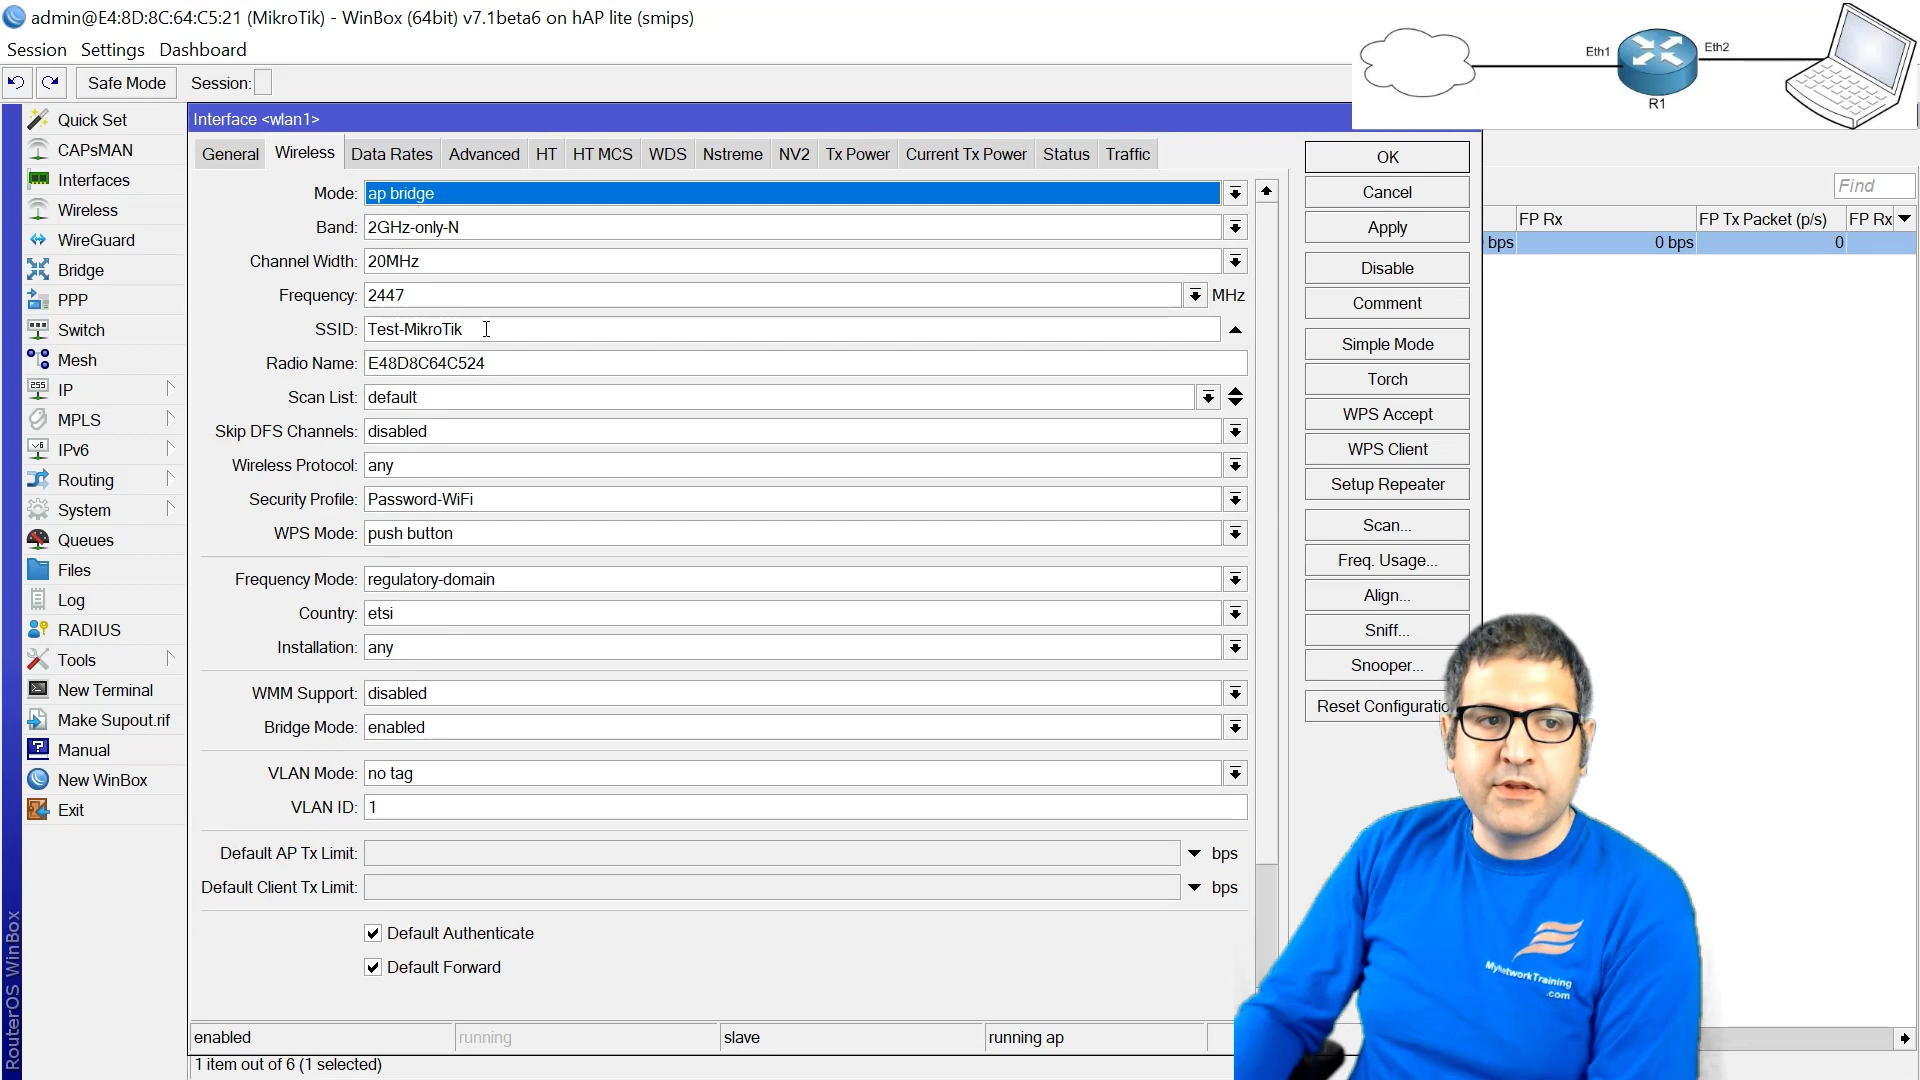 admin@E4:8D:8C:64:C5:21 (MikroTik) - WinBox (64bit) v7.1beta6 on hAP lite (smips)
Session Settings Dashboard
Safe Mode Session:
Eth1 Eth2
R1
Quick Set
CAPsMAN
Interfaces
Wireless
WireGuard
Bridge
PPP
Switch
Mesh
IP
MPLS
IPv6
Routing
System
Queues
Files
Log
RADIUS
Tools
New Terminal
Make Supout.rif
Manual
New WinBox
Exit
RouterOS WinBox
Interface <wlan1>
General Wireless Data Rates Advanced HT HT MCS WDS Nstreme NV2 Tx Power Current Tx Power Status Traffic
Mode: ap bridge
Band: 2GHz-only-N
Channel Width: 20MHz
Frequency: 2447 MHz
SSID: Test-MikroTik
Radio Name: E48D8C64C524
Scan List: default
Skip DFS Channels: disabled
Wireless Protocol: any
Security Profile: Password-WiFi
WPS Mode: push button
Frequency Mode: regulatory-domain
Country: etsi
Installation: any
WMM Support: disabled
Bridge Mode: enabled
VLAN Mode: no tag
VLAN ID: 1
Default AP Tx Limit: bps
Default Client Tx Limit: bps
Default Authenticate
Default Forward
enabled running slave running ap
1 item out of 6 (1 selected)
OK
Cancel
Apply
Disable
Comment
Simple Mode
Torch
WPS Accept
WPS Client
Setup Repeater
Scan...
Freq. Usage...
Align...
Sniff...
Snooper...
Reset Configuratio
Find
FP Rx FP Tx Packet (p/s) FP Rx
bps 0 bps 0
MyNetworkTraining
.com